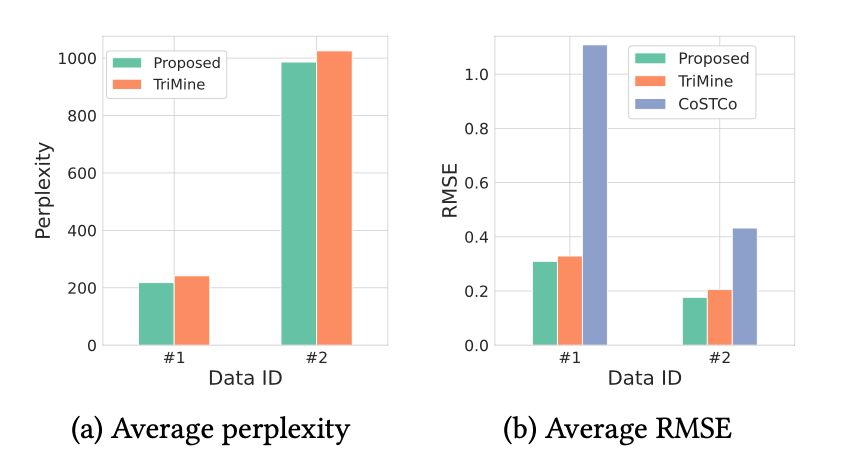 1000
800
600
400
200
0
Perplexity
Proposed
TriMine
#1 #2
Data ID
(a) Average perplexity
1.0
0.8
0.6
0.4
0.2
0.0
RMSE
Proposed
TriMine
CoSTCo
#1 #2
Data ID
(b) Average RMSE